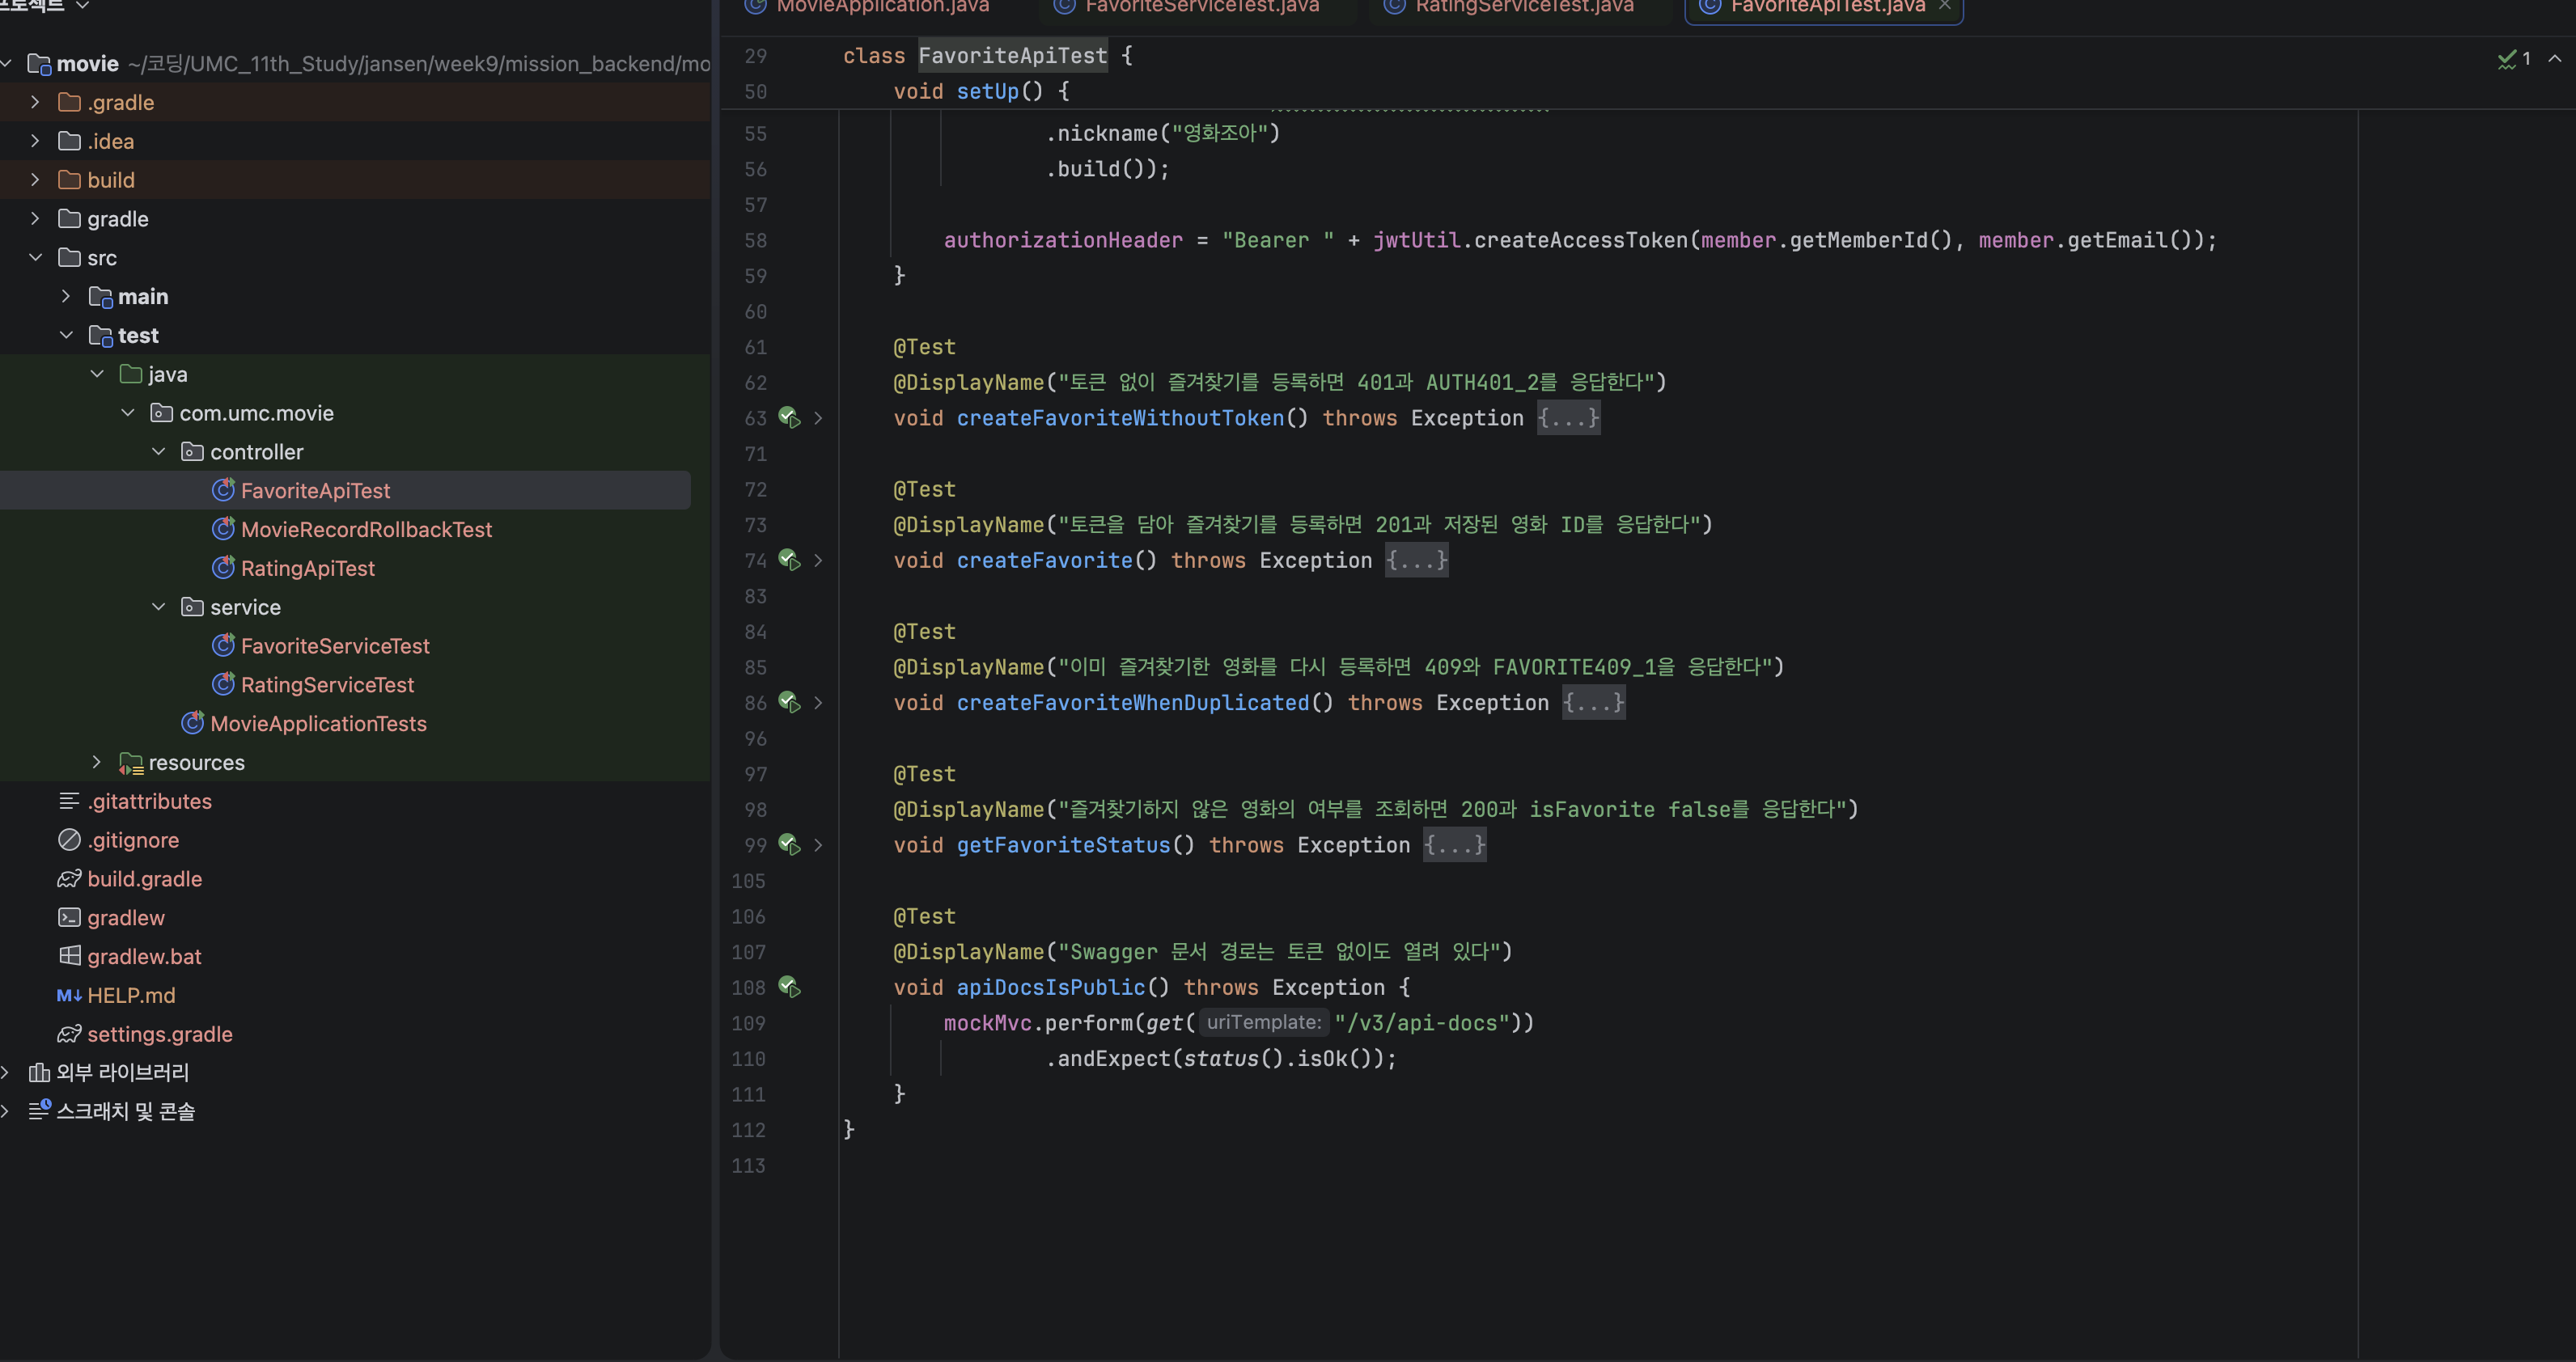 프로젝트
movie ~/코딩/UMC_11th_Study/jansen/week9/mission_backend/mo
.gradle
.idea
build
gradle
src
main
test
java
com.umc.movie
controller
FavoriteApiTest
MovieRecordRollbackTest
RatingApiTest
service
FavoriteServiceTest
RatingServiceTest
MovieApplicationTests
resources
.gitattributes
.gitignore
build.gradle
gradlew
gradlew.bat
HELP.md
settings.gradle
외부 라이브러리
스크래치 및 콘솔
MovieApplication.java FavoriteServiceTest.java RatingServiceTest.java FavoriteApiTest.java
29 class FavoriteApiTest {
1
50 void setUp() {
55 .nickname("영화조아")
56 .build());
57
58 authorizationHeader = "Bearer " + jwtUtil.createAccessToken(member.getMemberId(), member.getEmail());
59 }
60
61 @Test
62 @DisplayName("토큰 없이 즐겨찾기를 등록하면 401과 AUTH401_2를 응답한다")
63 void createFavoriteWithoutToken() throws Exception {...}
71
72 @Test
73 @DisplayName("토큰을 담아 즐겨찾기를 등록하면 201과 저장된 영화 ID를 응답한다")
74 void createFavorite() throws Exception {...}
83
84 @Test
85 @DisplayName("이미 즐겨찾기한 영화를 다시 등록하면 409와 FAVORITE409_1을 응답한다")
86 void createFavoriteWhenDuplicated() throws Exception {...}
96
97 @Test
98 @DisplayName("즐겨찾기하지 않은 영화의 여부를 조회하면 200과 isFavorite false를 응답한다")
99 void getFavoriteStatus() throws Exception {...}
105
106 @Test
107 @DisplayName("Swagger 문서 경로는 토큰 없이도 열려 있다")
108 void apiDocsIsPublic() throws Exception {
109 mockMvc.perform(get( uriTemplate: "/v3/api-docs"))
110 .andExpect(status().isOk());
111 }
112 }
113